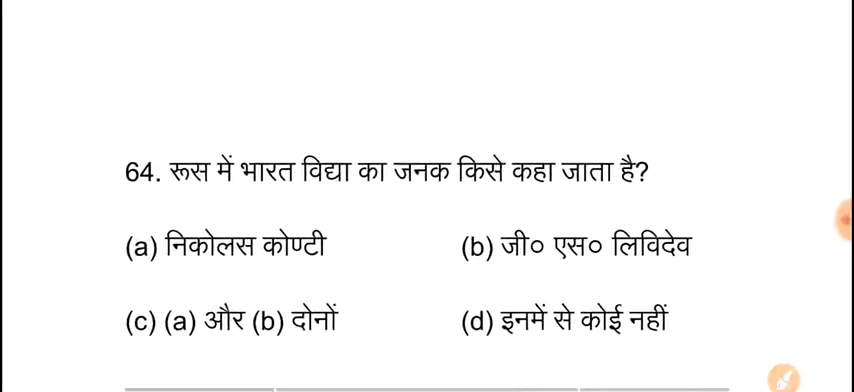 64. रूस में भारत विद्या का जनक किसे कहा जाता है?
(a) निकोलस कोण्टी (b) जी० एस० लिविदेव
(c) (a) और (b) दोनों (d) इनमें से कोई नहीं